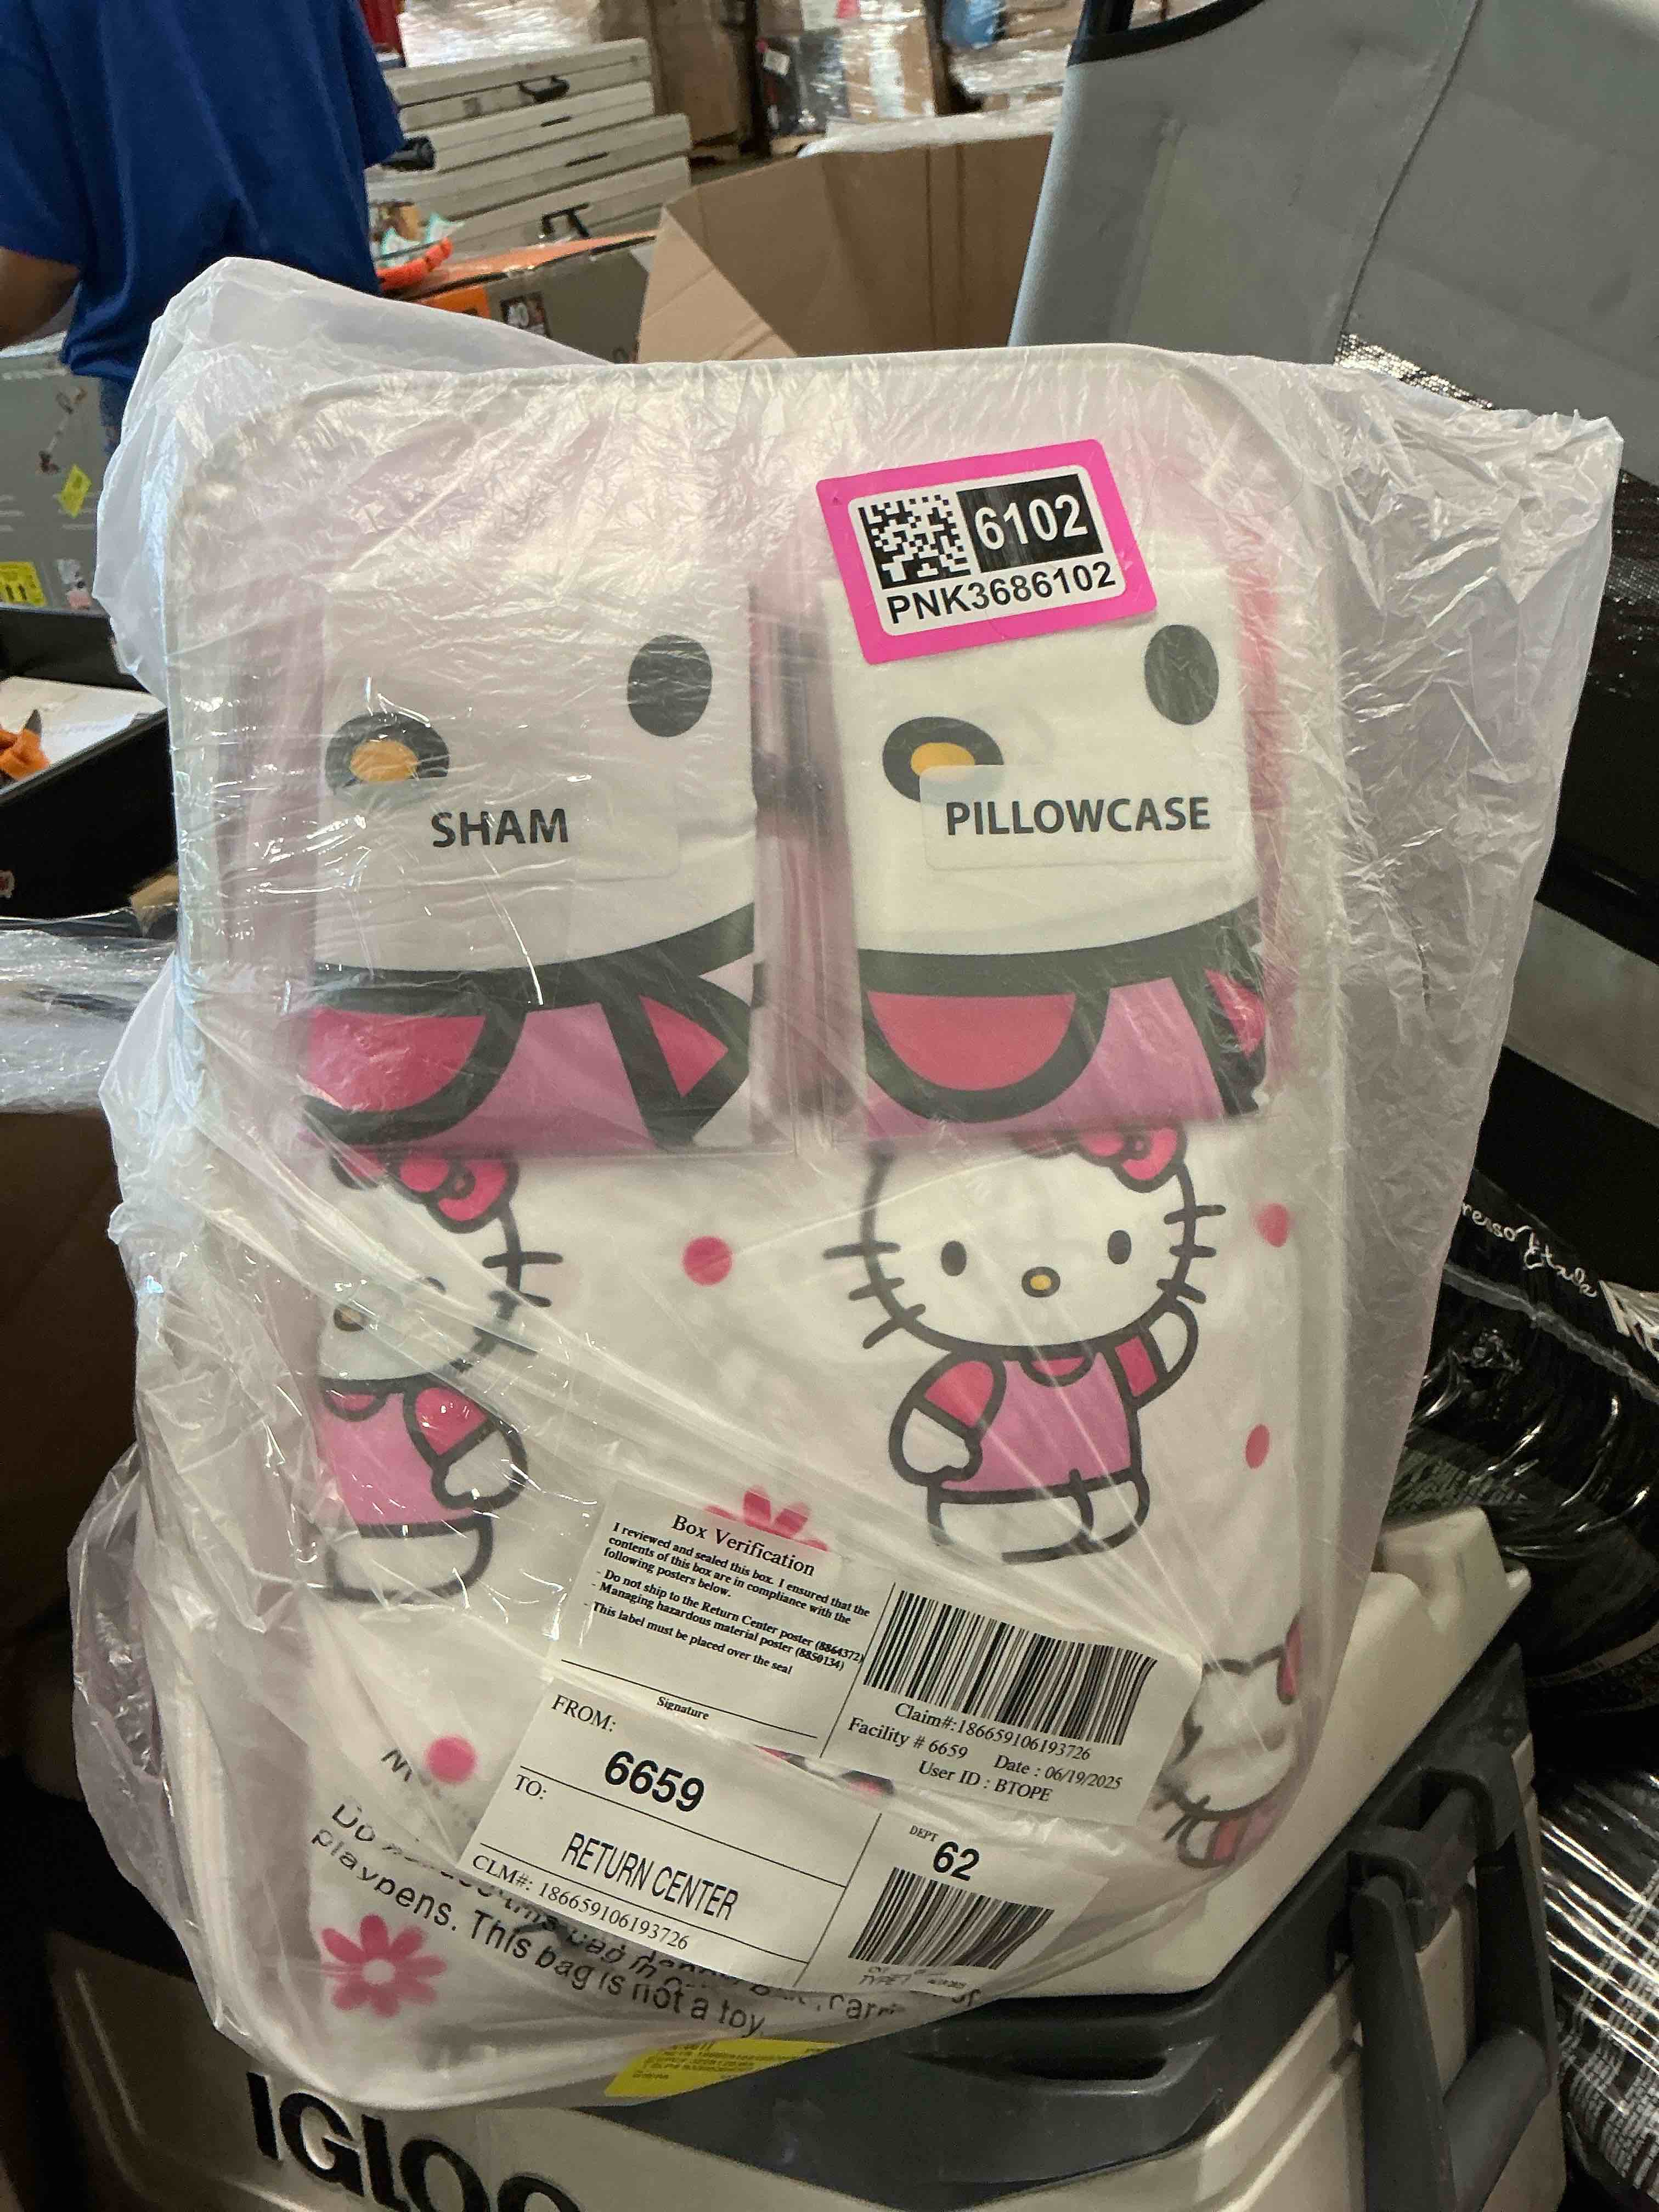 6102
PNK3686102
SHAM
PILLOWCASE
Box Verification
I reviewed and sealed this box. I ensured that the
contents of this box are in compliance with the
following posters below.
- Do not ship to the Return Center poster (8864372)
- Managing hazardous material poster (8850134)
- This label must be placed over the seal
Signature
Claim#:186659106193726
Facility # 6659 Date : 06/19/2025
User ID : BTOPE
FROM:
6659
TO:
RETURN CENTER
CLM#: 186659106193726
DEPT
62
Do
playpens. This bag is not a toy.
IGLOO